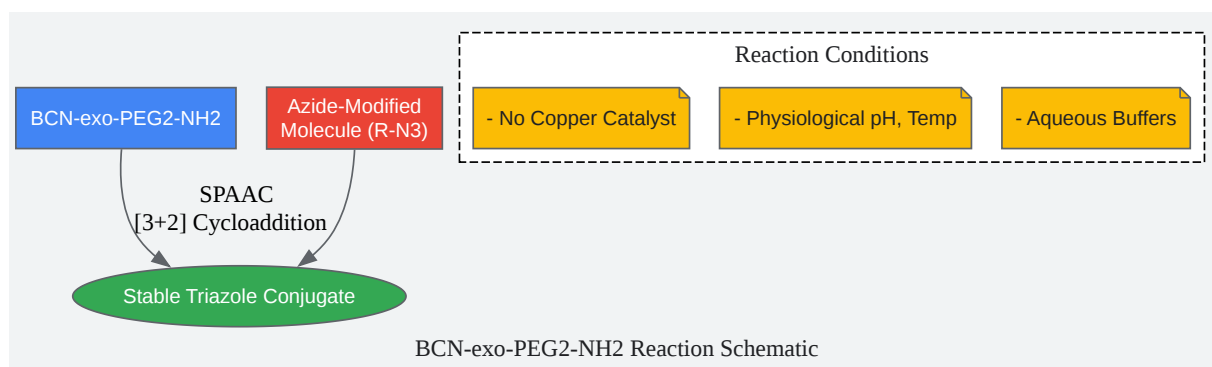 BCN-exo-PEG2-NH2
Azide-Modified
Molecule (R-N3)
Reaction Conditions
- No Copper Catalyst
- Physiological pH, Temp
- Aqueous Buffers
SPAAC
[3+2] Cycloaddition
Stable Triazole Conjugate
BCN-exo-PEG2-NH2 Reaction Schematic